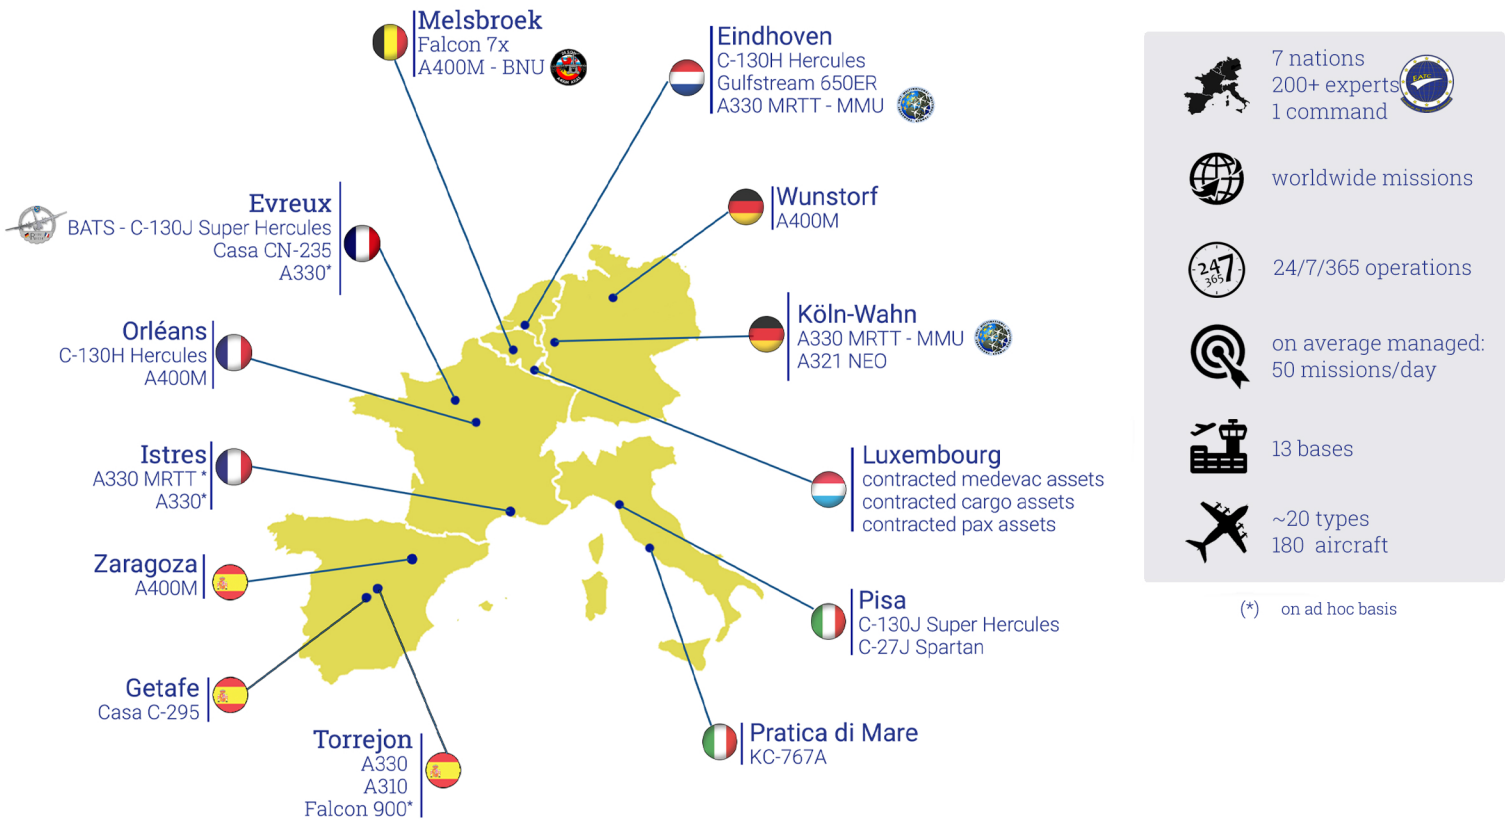 Melsbroek
Falcon 7x
A400M - BNU
Eindhoven
C-130H Hercules
Gulfstream 650ER
A330 MRTT - MMU
Wunstorf
A400M
Evreux
BATS - C-130J Super Hercules
Casa CN-235
A330*
Köln-Wahn
A330 MRTT - MMU
A321 NEO
Orléans
C-130H Hercules
A400M
Istres
A330 MRTT *
A330*
Luxembourg
contracted medevac assets
contracted cargo assets
contracted pax assets
Zaragoza
A400M
Pisa
C-130J Super Hercules
C-27J Spartan
Getafe
Casa C-295
Torrejon
A330
A310
Falcon 900*
Pratica di Mare
KC-767A
7 nations
200+ experts
1 command
EATC
worldwide missions
24/7
365
24/7/365 operations
on average managed:
50 missions/day
13 bases
~20 types
180 aircraft
(*) on ad hoc basis